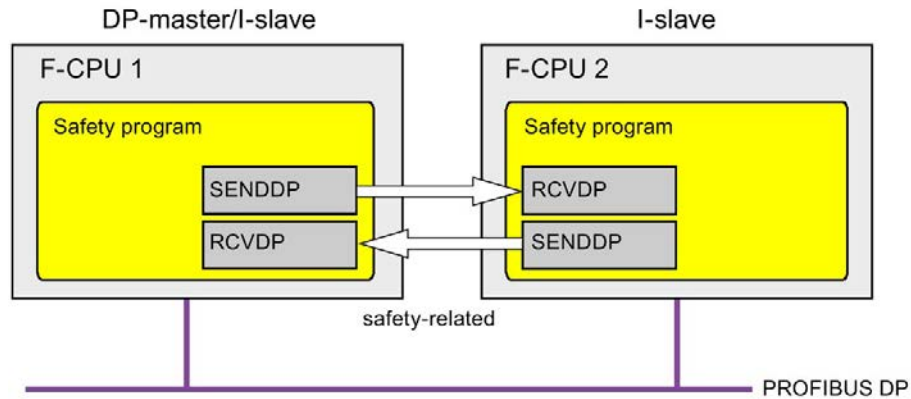 DP-master/I-slave
I-slave
F-CPU 1
F-CPU 2
Safety program
Safety program
SENDDP
RCVDP
RCVDP
SENDDP
safety-related
PROFIBUS DP